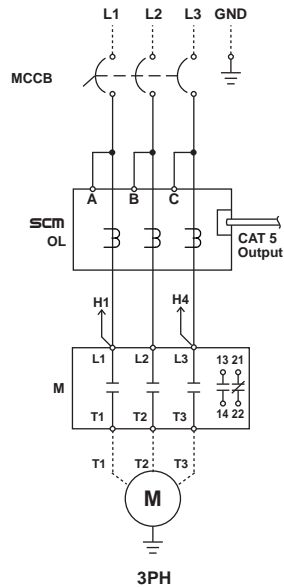 L1 L2 L3 GND
MCCB
A B C
scm
OL
CAT 5
Output
H1 H4
L1 L2 L3 13 21
M
T1 T2 T3 14 22
T1 T2 T3
M
3PH